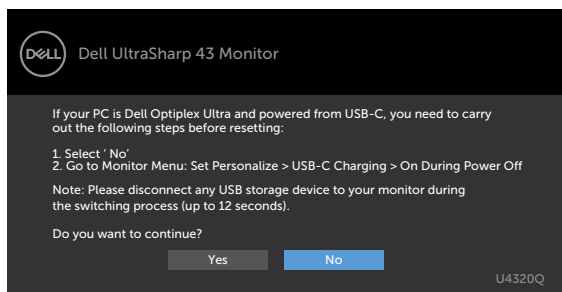 DELL Dell UltraSharp 43 Monitor
If your PC is Dell Optiplex Ultra and powered from USB-C, you need to carry
out the following steps before resetting:
1. Select ‘ No’
2. Go to Monitor Menu: Set Personalize > USB-C Charging > On During Power Off
Note: Please disconnect any USB storage device to your monitor during
the switching process (up to 12 seconds).
Do you want to continue?
Yes No
U4320Q